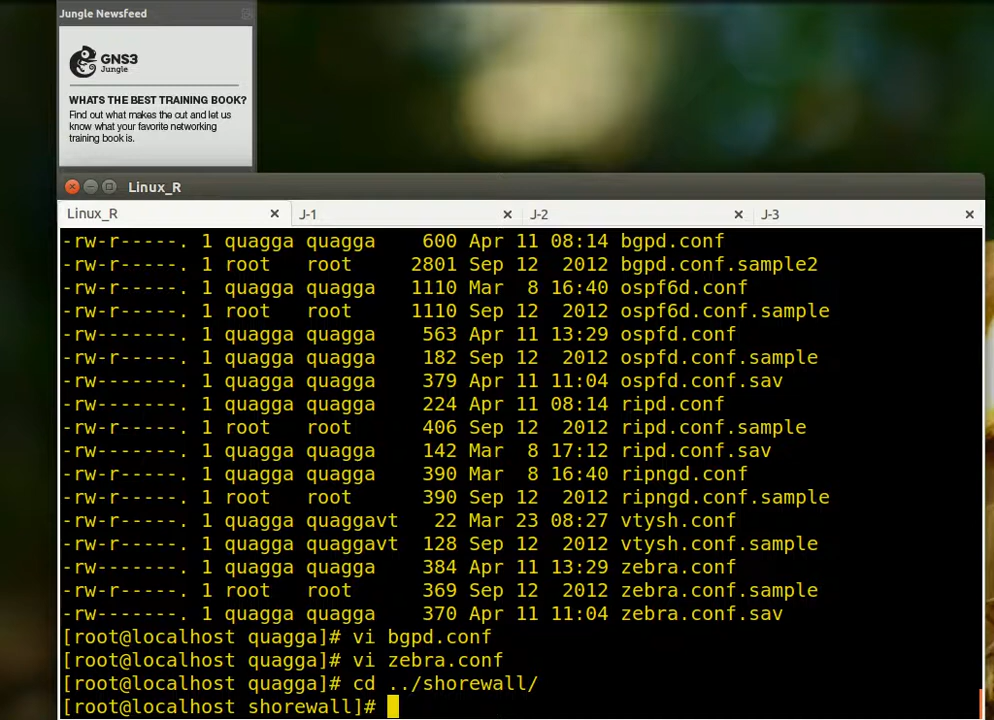 Jungle Newsfeed
GNS3
Jungle
WHATS THE BEST TRAINING BOOK?
Find out what makes the cut and let us
know what your favorite networking
training book is.
Linux_R
Linux_R J-1 J-2 J-3
-rw-r-----. 1 quagga quagga 600 Apr 11 08:14 bgpd.conf
-rw-r-----. 1 root root 2801 Sep 12 2012 bgpd.conf.sample2
-rw-r-----. 1 quagga quagga 1110 Mar 8 16:40 ospf6d.conf
-rw-r-----. 1 root root 1110 Sep 12 2012 ospf6d.conf.sample
-rw-r-----. 1 quagga quagga 563 Apr 11 13:29 ospfd.conf
-rw-r-----. 1 quagga quagga 182 Sep 12 2012 ospfd.conf.sample
-rw-------. 1 quagga quagga 379 Apr 11 11:04 ospfd.conf.sav
-rw-r-----. 1 quagga quagga 224 Apr 11 08:14 ripd.conf
-rw-r-----. 1 root root 406 Sep 12 2012 ripd.conf.sample
-rw-------. 1 quagga quagga 142 Mar 8 17:12 ripd.conf.sav
-rw-r-----. 1 quagga quagga 390 Mar 8 16:40 ripngd.conf
-rw-r-----. 1 root root 390 Sep 12 2012 ripngd.conf.sample
-rw-r-----. 1 quagga quaggavt 22 Mar 23 08:27 vtysh.conf
-rw-r-----. 1 quagga quaggavt 128 Sep 12 2012 vtysh.conf.sample
-rw-r-----. 1 quagga quagga 384 Apr 11 13:29 zebra.conf
-rw-r-----. 1 root root 369 Sep 12 2012 zebra.conf.sample
-rw-------. 1 quagga quagga 370 Apr 11 11:04 zebra.conf.sav
[root@localhost quagga]# vi bgpd.conf
[root@localhost quagga]# vi zebra.conf
[root@localhost quagga]# cd ../shorewall/
[root@localhost shorewall]#